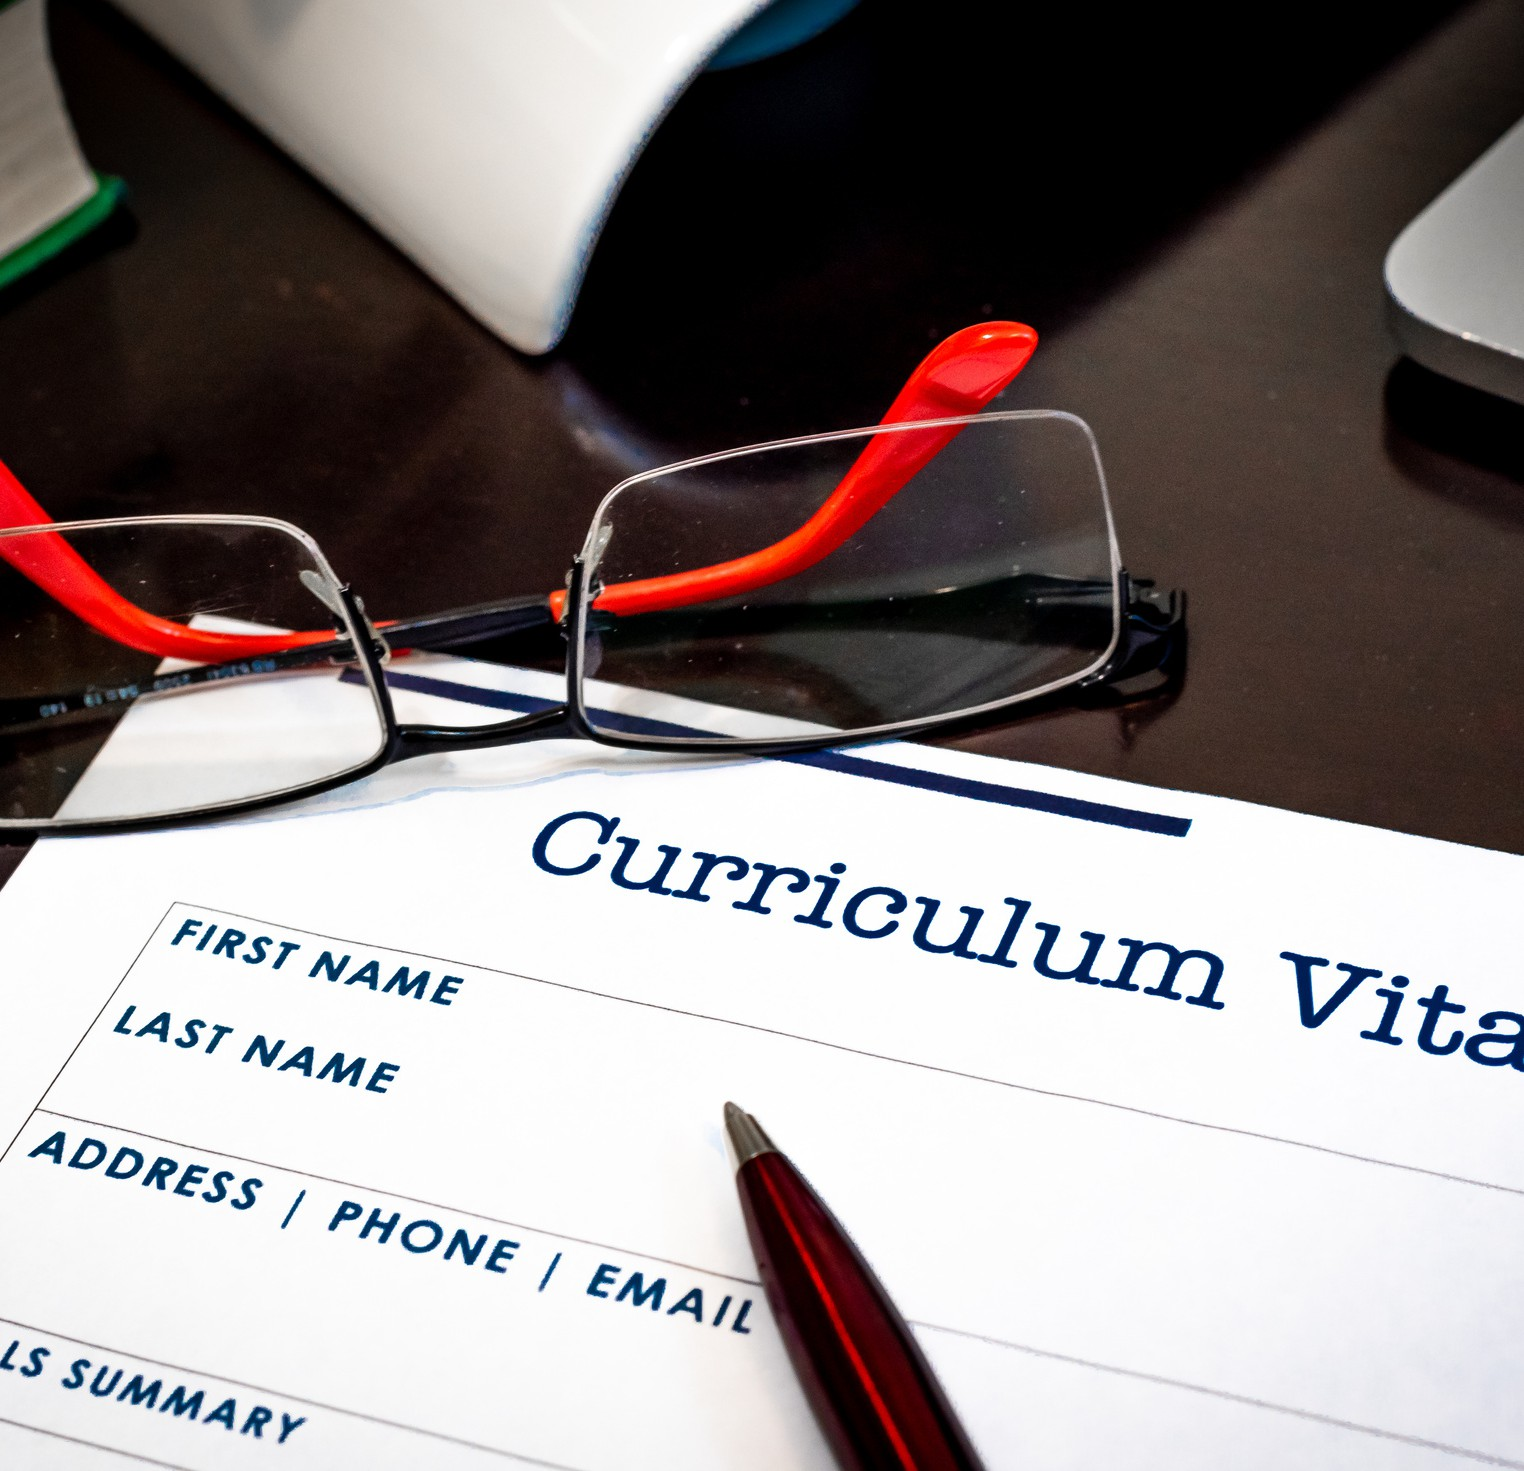 Curriculum Vita
FIRST NAME
LAST NAME
ADDRESS | PHONE | EMAIL
LS SUMMARY